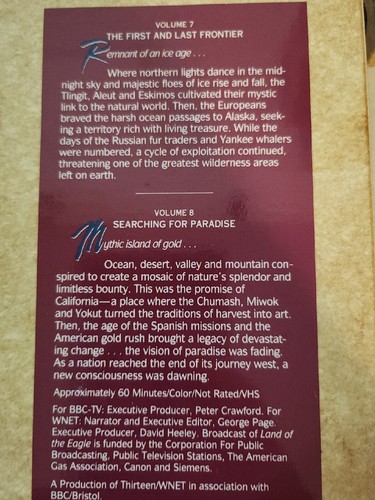 VOLUME 7
THE FIRST AND LAST FRONTIER
Remnant of an ice age . . .
Where northern lights dance in the mid-
night sky and majestic floes of ice rise and fall, the
Tlingit, Aleut and Eskimos cultivated their mystic
link to the natural world. Then, the Europeans
braved the harsh ocean passages to Alaska, seek-
ing a territory rich with living treasure. While the
days of the Russian fur traders and Yankee whalers
were numbered, a cycle of exploitation continued,
threatening one of the greatest wilderness areas
left on earth.
VOLUME 8
SEARCHING FOR PARADISE
Mythic island of gold . . .
Ocean, desert, valley and mountain con-
spired to create a mosaic of nature's splendor and
limitless bounty. This was the promise of
California—a place where the Chumash, Miwok
and Yokut turned the traditions of harvest into art.
Then, the age of the Spanish missions and the
American gold rush brought a legacy of devastat-
ing change . . . the vision of paradise was fading.
As a nation reached the end of its journey west, a
new consciousness was dawning.
Approximately 60 Minutes/Color/Not Rated/VHS
For BBC-TV: Executive Producer, Peter Crawford. For
WNET: Narrator and Executive Editor, George Page.
Executive Producer, David Heeley. Broadcast of Land of
the Eagle is funded by the Corporation For Public
Broadcasting, Public Television Stations, The American
Gas Association, Canon and Siemens.
A Production of Thirteen/WNET in association with
BBC/Bristol.